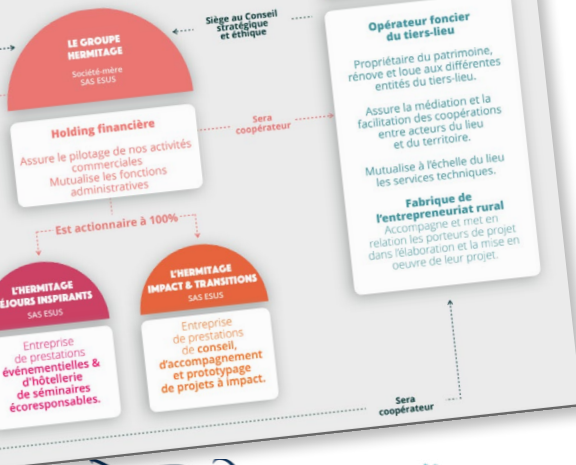 Siège au Conseil
stratégique
et éthique
LE GROUPE
HERMITAGE
Société-mère
SAS ESUS
Holding financière
Assure le pilotage de nos activités
commerciales
Mutualise les fonctions
administratives
Sera
coopérateur
Est actionnaire à 100%
L'HERMITAGE
ÉJOURS INSPIRANTS
SAS ESUS
Entreprise
de prestations
événementielles &
d'hôtellerie
de séminaires
écoresponsables.
L'HERMITAGE
IMPACT & TRANSITIONS
SAS ESUS
Entreprise
de prestations
de conseil,
d'accompagnement
et prototypage
de projets à impact.
Opérateur foncier
du tiers-lieu
Propriétaire du patrimoine,
rénove et loue aux différentes
entités du tiers-lieu.
Assure la médiation et la
facilitation des coopérations
entre acteurs du lieu
et du territoire.
Mutualise à l'échelle du lieu
les services techniques.
Fabrique de
l'entrepreneuriat rural
Accompagne et met en
relation les porteurs de projet
dans l'élaboration et la mise en
oeuvre de leur projet.
Sera
coopérateur